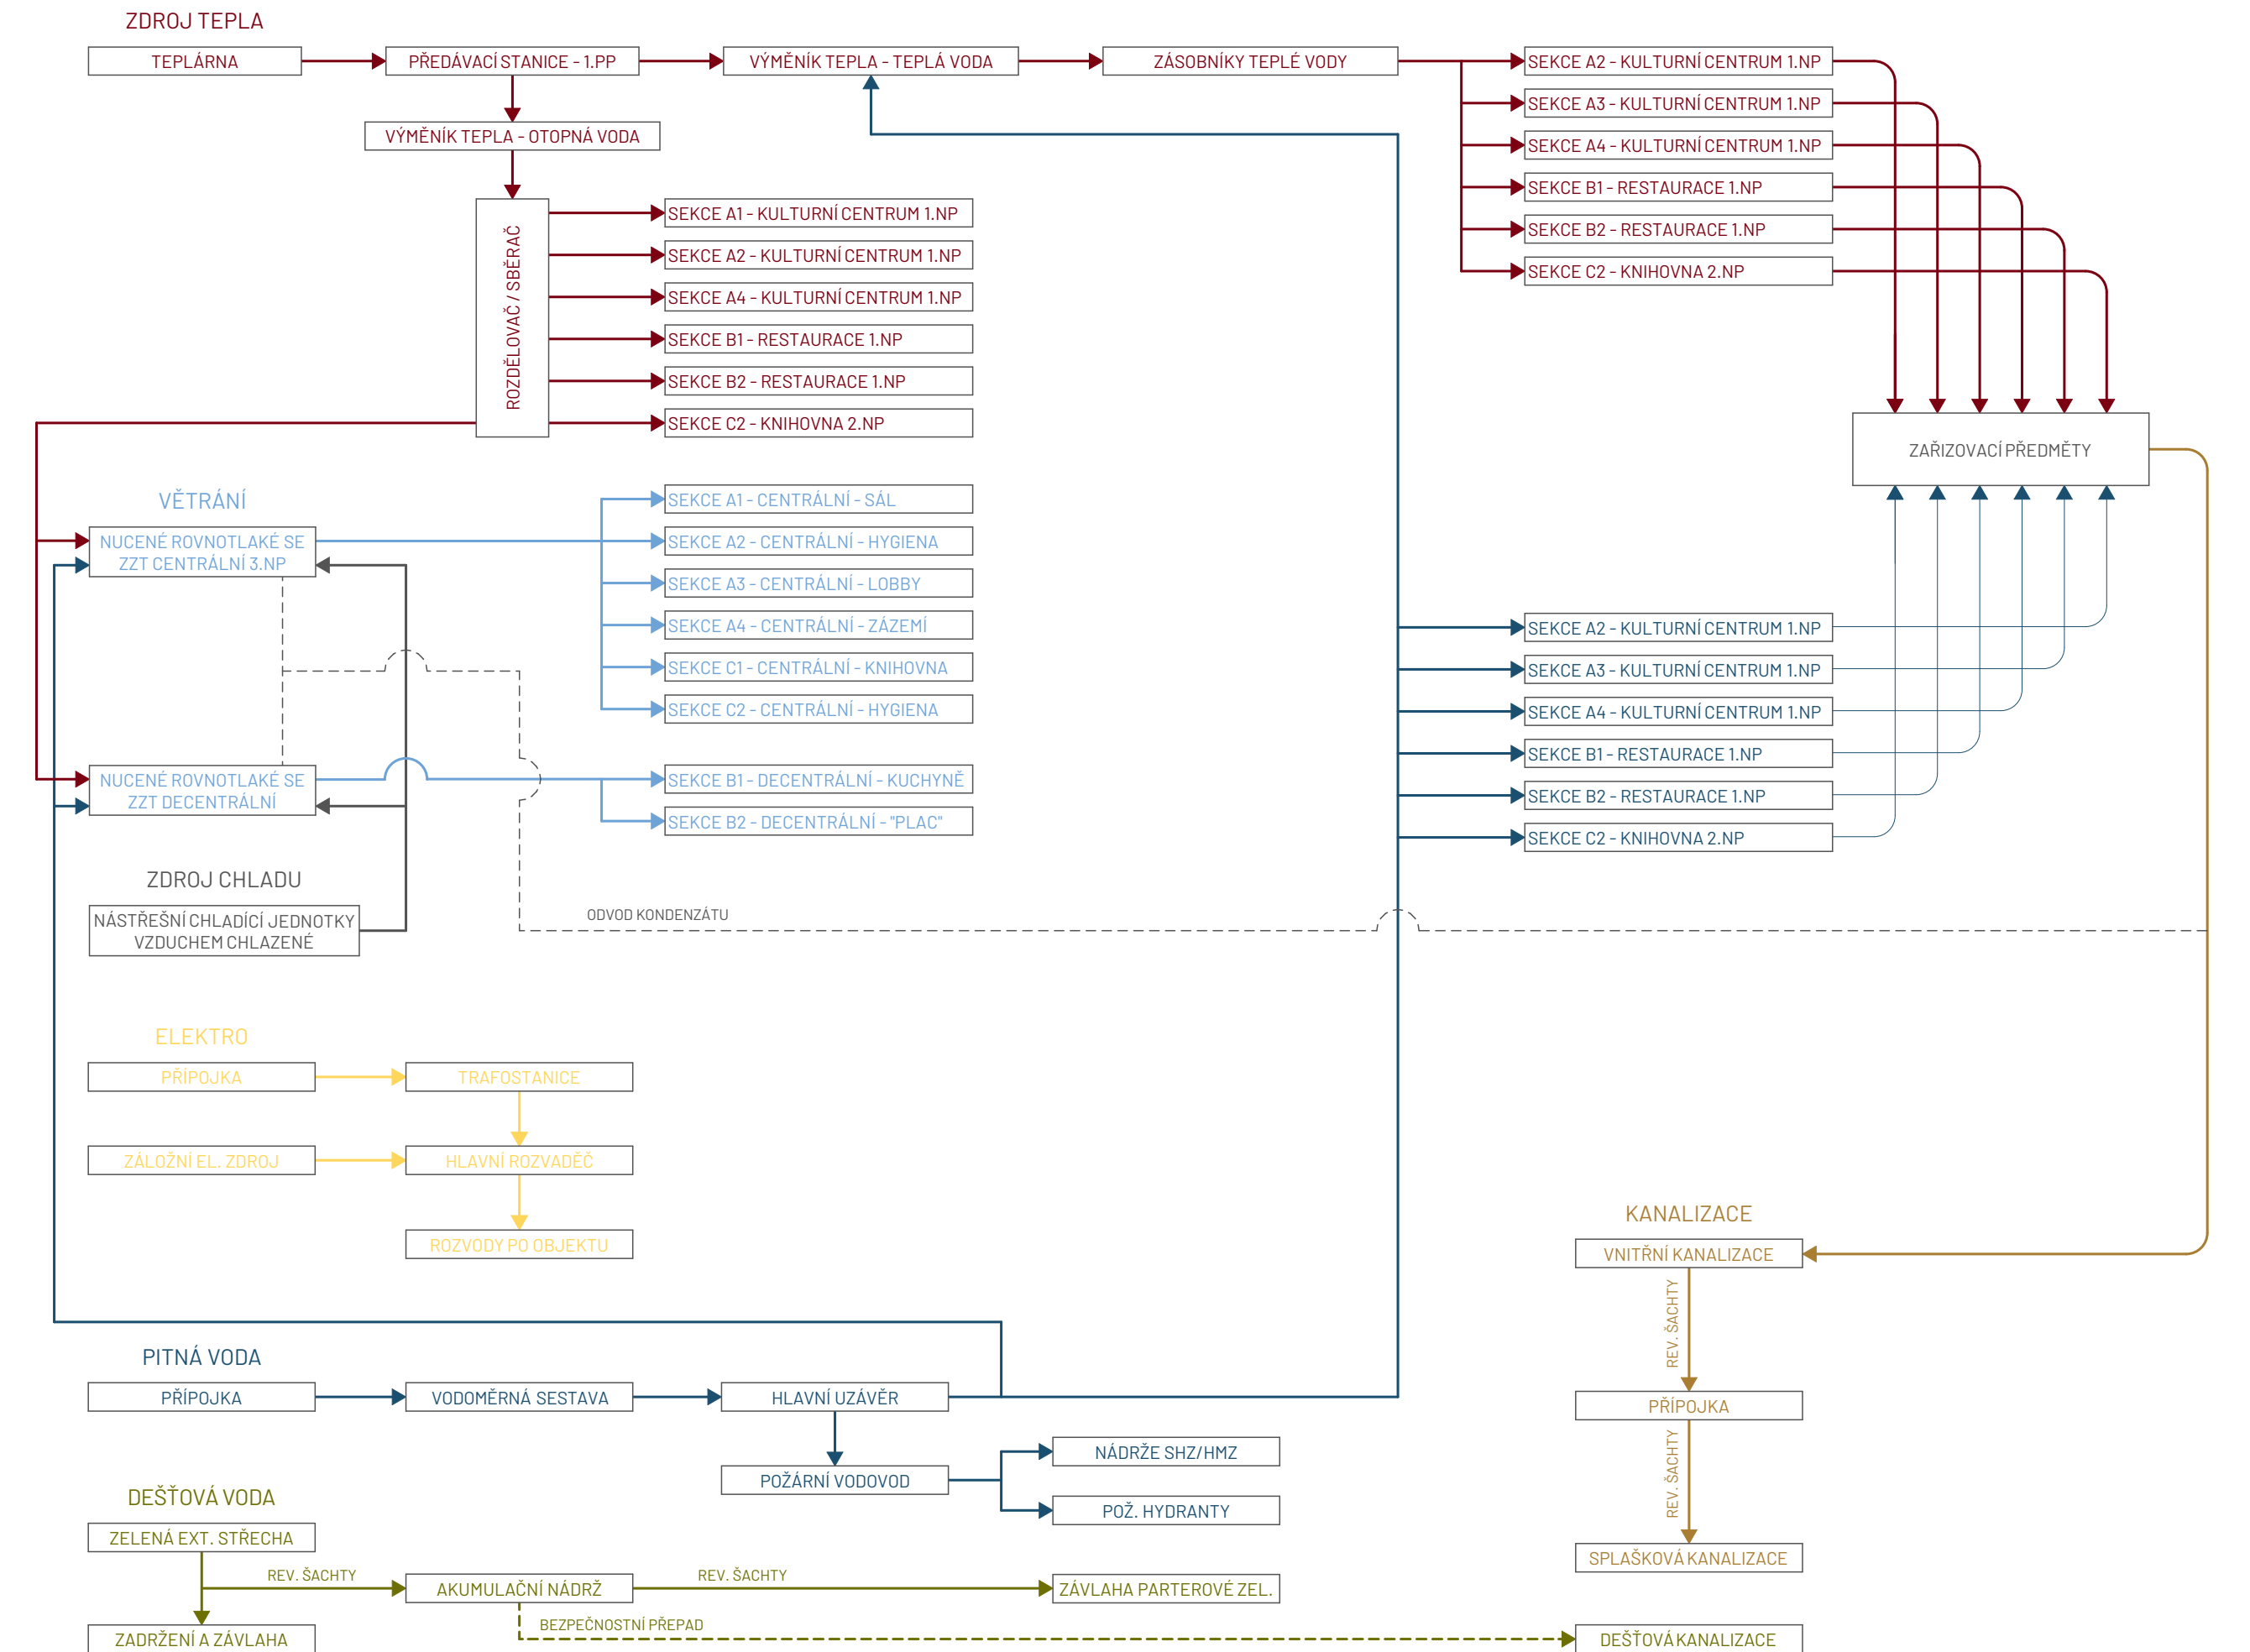 ZDROJ TEPLA
TEPLÁRNA
PŘEDÁVACÍ STANICE - 1.PP
VÝMĚNÍK TEPLA - TEPLÁ VODA
ZÁSOBNÍKY TEPLÉ VODY
SEKCE A2 - KULTURNÍ CENTRUM 1.NP
SEKCE A3 - KULTURNÍ CENTRUM 1.NP
SEKCE A4 - KULTURNÍ CENTRUM 1.NP
SEKCE B1 - RESTAURACE 1.NP
SEKCE B2 - RESTAURACE 1.NP
SEKCE C2 - KNIHOVNA 2.NP
VÝMĚNÍK TEPLA - OTOPNÁ VODA
ROZDĚLOVAČ / SBĚRAČ
SEKCE A1 - KULTURNÍ CENTRUM 1.NP
SEKCE A2 - KULTURNÍ CENTRUM 1.NP
SEKCE A4 - KULTURNÍ CENTRUM 1.NP
SEKCE B1 - RESTAURACE 1.NP
SEKCE B2 - RESTAURACE 1.NP
SEKCE C2 - KNIHOVNA 2.NP
ZAŘIZOVACÍ PŘEDMĚTY
VĚTRÁNÍ
NUCENÉ ROVNOTLAKÉ SE
ZZT CENTRÁLNÍ 3.NP
SEKCE A1 - CENTRÁLNÍ - SÁL
SEKCE A2 - CENTRÁLNÍ - HYGIENA
SEKCE A3 - CENTRÁLNÍ - LOBBY
SEKCE A4 - CENTRÁLNÍ - ZÁZEMÍ
SEKCE C1 - CENTRÁLNÍ - KNIHOVNA
SEKCE C2 - CENTRÁLNÍ - HYGIENA
NUCENÉ ROVNOTLAKÉ SE
ZZT DECENTRÁLNÍ
SEKCE B1 - DECENTRÁLNÍ - KUCHYNĚ
SEKCE B2 - DECENTRÁLNÍ - "PLAC"
SEKCE A2 - KULTURNÍ CENTRUM 1.NP
SEKCE A3 - KULTURNÍ CENTRUM 1.NP
SEKCE A4 - KULTURNÍ CENTRUM 1.NP
SEKCE B1 - RESTAURACE 1.NP
SEKCE B2 - RESTAURACE 1.NP
SEKCE C2 - KNIHOVNA 2.NP
ZDROJ CHLADU
NÁSTŘEŠNÍ CHLADÍCÍ JEDNOTKY
VZDUCHEM CHLAZENÉ
ODVOD KONDENZÁTU
ELEKTRO
PŘÍPOJKA
TRAFOSTANICE
ZÁLOŽNÍ EL. ZDROJ
HLAVNÍ ROZVADĚČ
ROZVODY PO OBJEKTU
KANALIZACE
VNITŘNÍ KANALIZACE
REV. ŠACHTY
PŘÍPOJKA
REV. ŠACHTY
SPLAŠKOVÁ KANALIZACE
PITNÁ VODA
PŘÍPOJKA
VODOMĚRNÁ SESTAVA
HLAVNÍ UZÁVĚR
POŽÁRNÍ VODOVOD
NÁDRŽE SHZ/HMZ
POŽ. HYDRANTY
DEŠŤOVÁ VODA
ZELENÁ EXT. STŘECHA
REV. ŠACHTY
AKUMULAČNÍ NÁDRŽ
REV. ŠACHTY
ZÁVLAHA PARTEROVÉ ZEL.
BEZPEČNOSTNÍ PŘEPAD
ZADRŽENÍ A ZÁVLAHA
DEŠŤOVÁ KANALIZACE